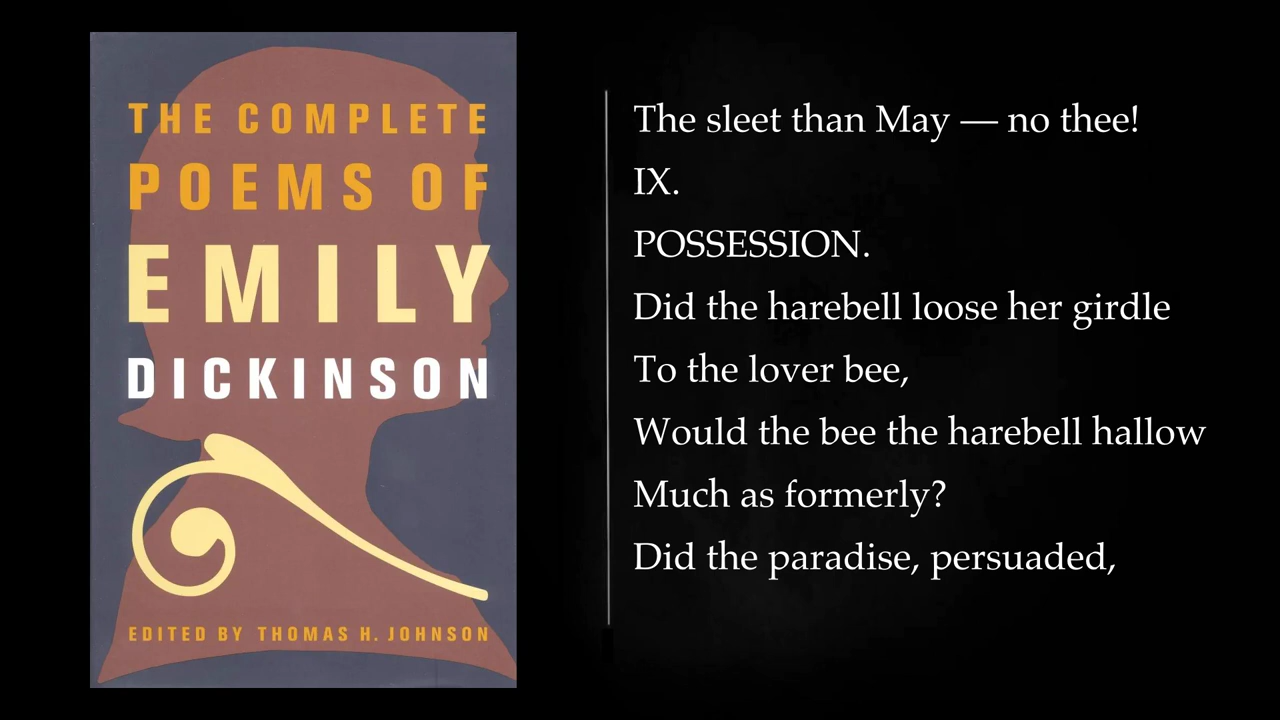 THE COMPLETE
POEMS OF
EMILY
DICKINSON
EDITED BY THOMAS H. JOHNSON
The sleet than May — no thee!
IX.
POSSESSION.
Did the harebell loose her girdle
To the lover bee,
Would the bee the harebell hallow
Much as formerly?
Did the paradise, persuaded,